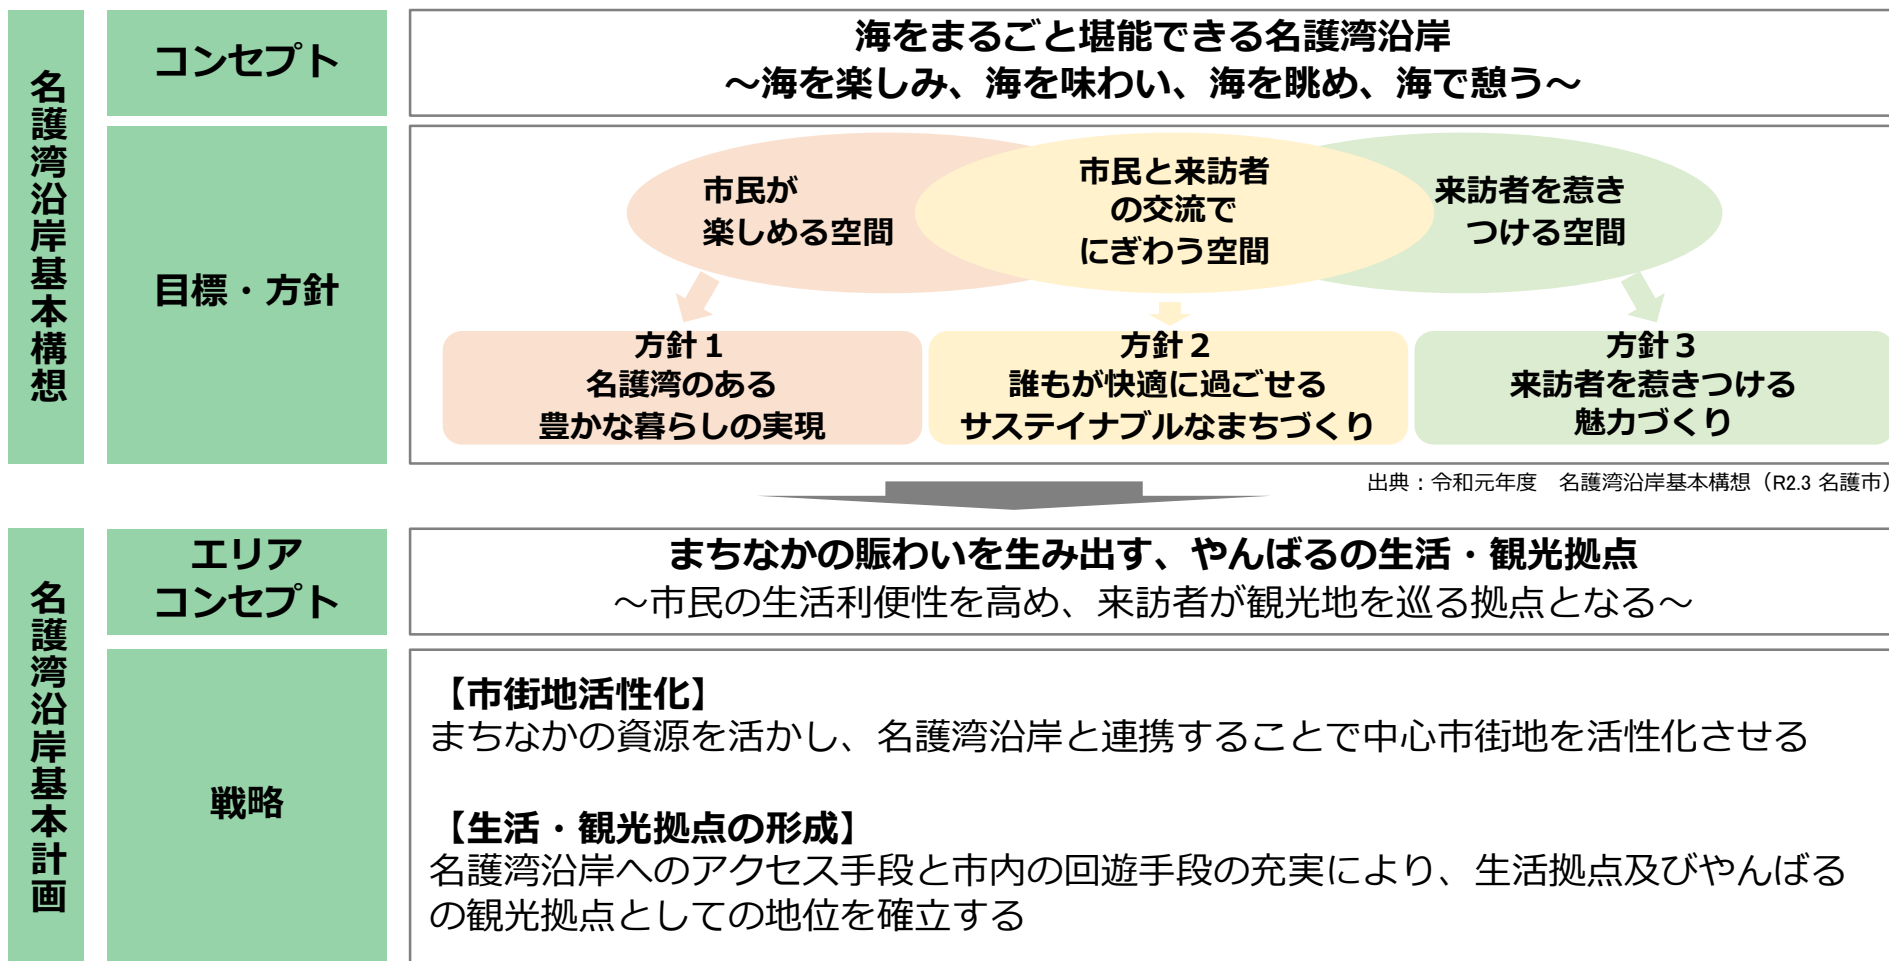 名護湾沿岸基本構想
コンセプト
海をまるごと堪能できる名護湾沿岸
～海を楽しみ、海を味わい、海を眺め、海で憩う～
目標・方針
市民が
楽しめる空間
市民と来訪者
の交流で
にぎわう空間
来訪者を惹き
つける空間
方針１
名護湾のある
豊かな暮らしの実現
方針２
誰もが快適に過ごせる
サステイナブルなまちづくり
方針３
来訪者を惹きつける
魅力づくり
出典：令和元年度　名護湾沿岸基本構想（R2.3 名護市）
名護湾沿岸基本計画
エリア
コンセプト
まちなかの賑わいを生み出す、やんばるの生活・観光拠点
～市民の生活利便性を高め、来訪者が観光地を巡る拠点となる～
戦略
【市街地活性化】
まちなかの資源を活かし、名護湾沿岸と連携することで中心市街地を活性化させる
【生活・観光拠点の形成】
名護湾沿岸へのアクセス手段と市内の回遊手段の充実により、生活拠点及びやんばる
の観光拠点としての地位を確立する